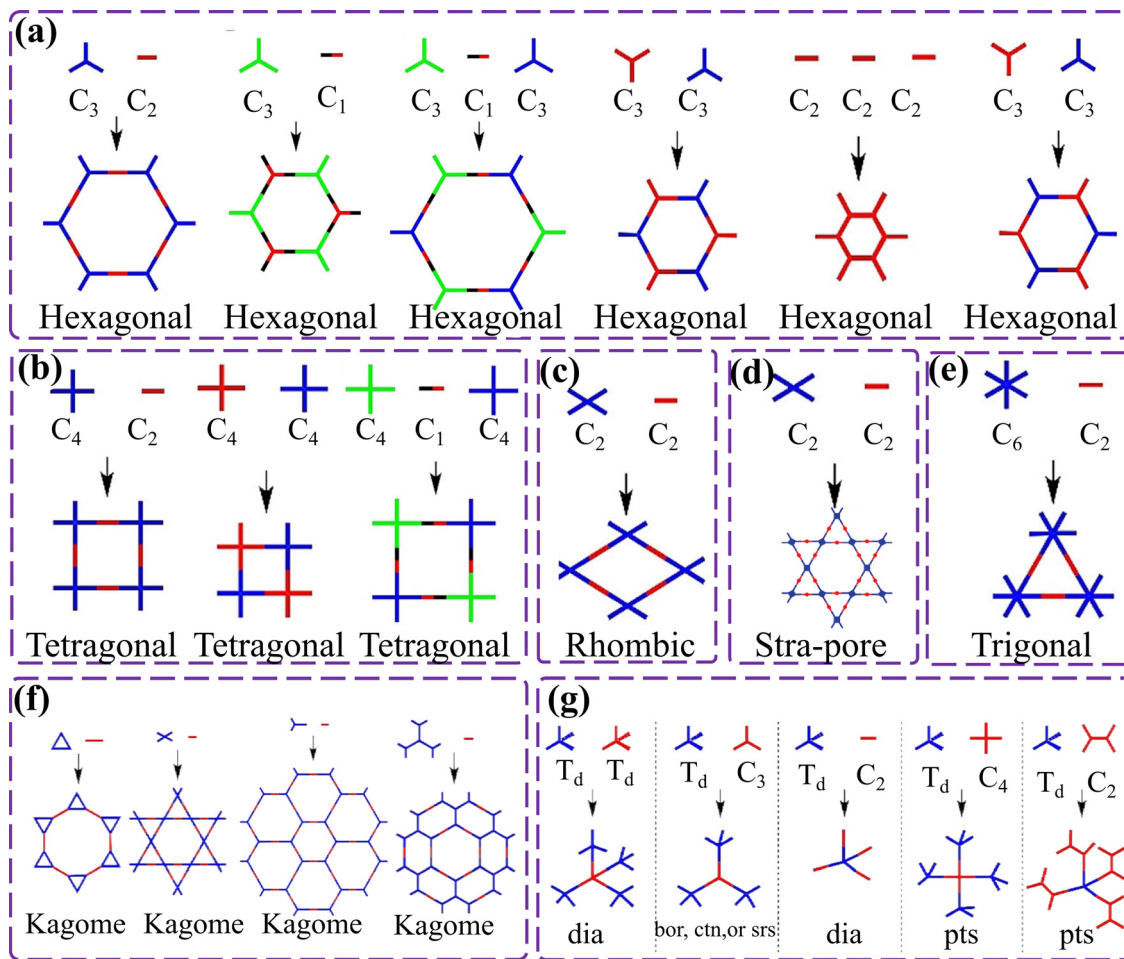 (a)
C3 C2 C3 C1 C3 C1 C3 C3 C3 C2 C2 C2 C3 C3
Hexagonal Hexagonal Hexagonal Hexagonal Hexagonal Hexagonal
(b) (c) (d) (e)
C4 C2 C4 C4 C4 C1 C4 C2 C2 C2 C2 C6 C2
Tetragonal Tetragonal Tetragonal Rhombic Stra-pore Trigonal
(f) (g)
Td Td Td C3 Td C2 Td C4 Td C2
Kagome Kagome Kagome Kagome
dia bor, ctn,or srs dia pts pts